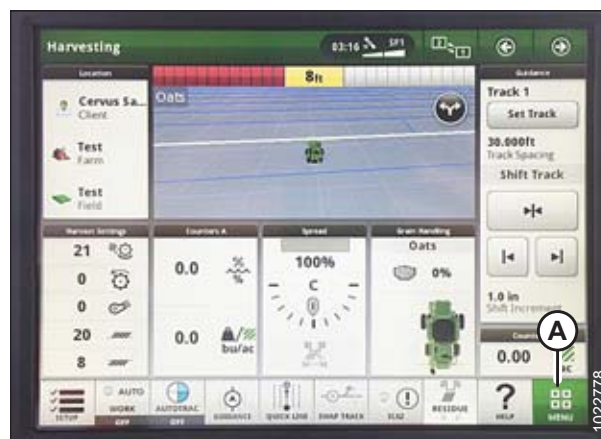 Harvesting
03:16
SF1
Location
8ft
Guidance
Cervus Sa...
Client
Oats
Track 1
Set Track
Test
Farm
30.000ft
Track Spacing
Shift Track
Test
Field
Harvest Settings
Counters A
Spread
Grain Handling
21
0
0
20
8
0.0
%
%
0.0
bu/ac
100%
C
Oats
0%
1.0 in
Shift Increment
A
0.00
ac
SETUP
AUTO
WORK
OFF
AUTOTRAC
OFF
GUIDANCE
QUICK LINE
SWAP TRACK
RESIDUE
?
HELP
MENU
1022778